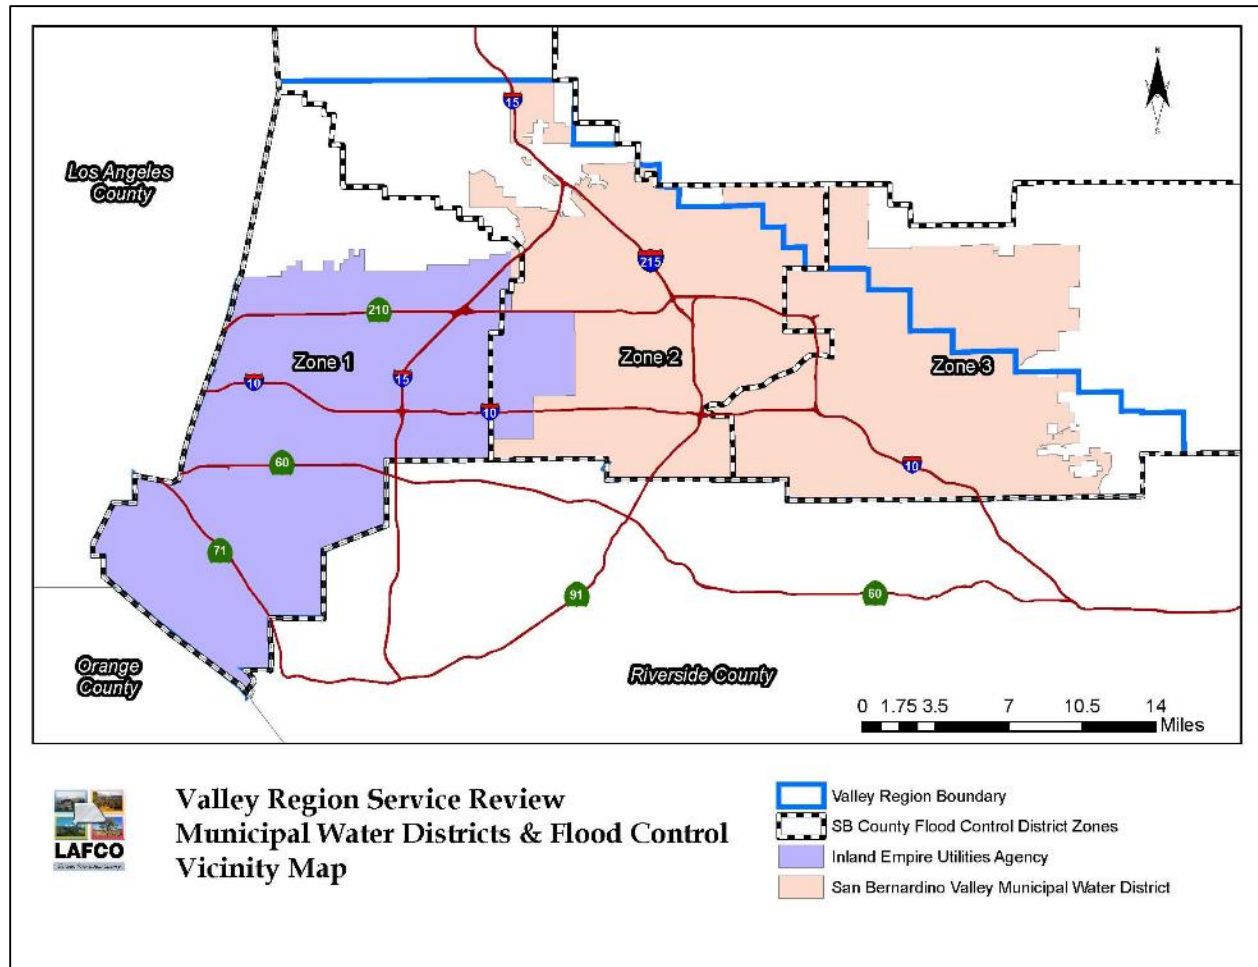 N
S
15
Los Angeles
County
215
210
Zone 1
Zone 2
Zone 3
10
15
10
60
10
71
91
60
Orange
County
Riverside County
0 1.75 3.5 7 10.5 14
Miles
Valley Region Service Review
Municipal Water Districts & Flood Control
Vicinity Map
LAFCO
Valley Region Boundary
SB County Flood Control District Zones
Inland Empire Utilities Agency
San Bernardino Valley Municipal Water District